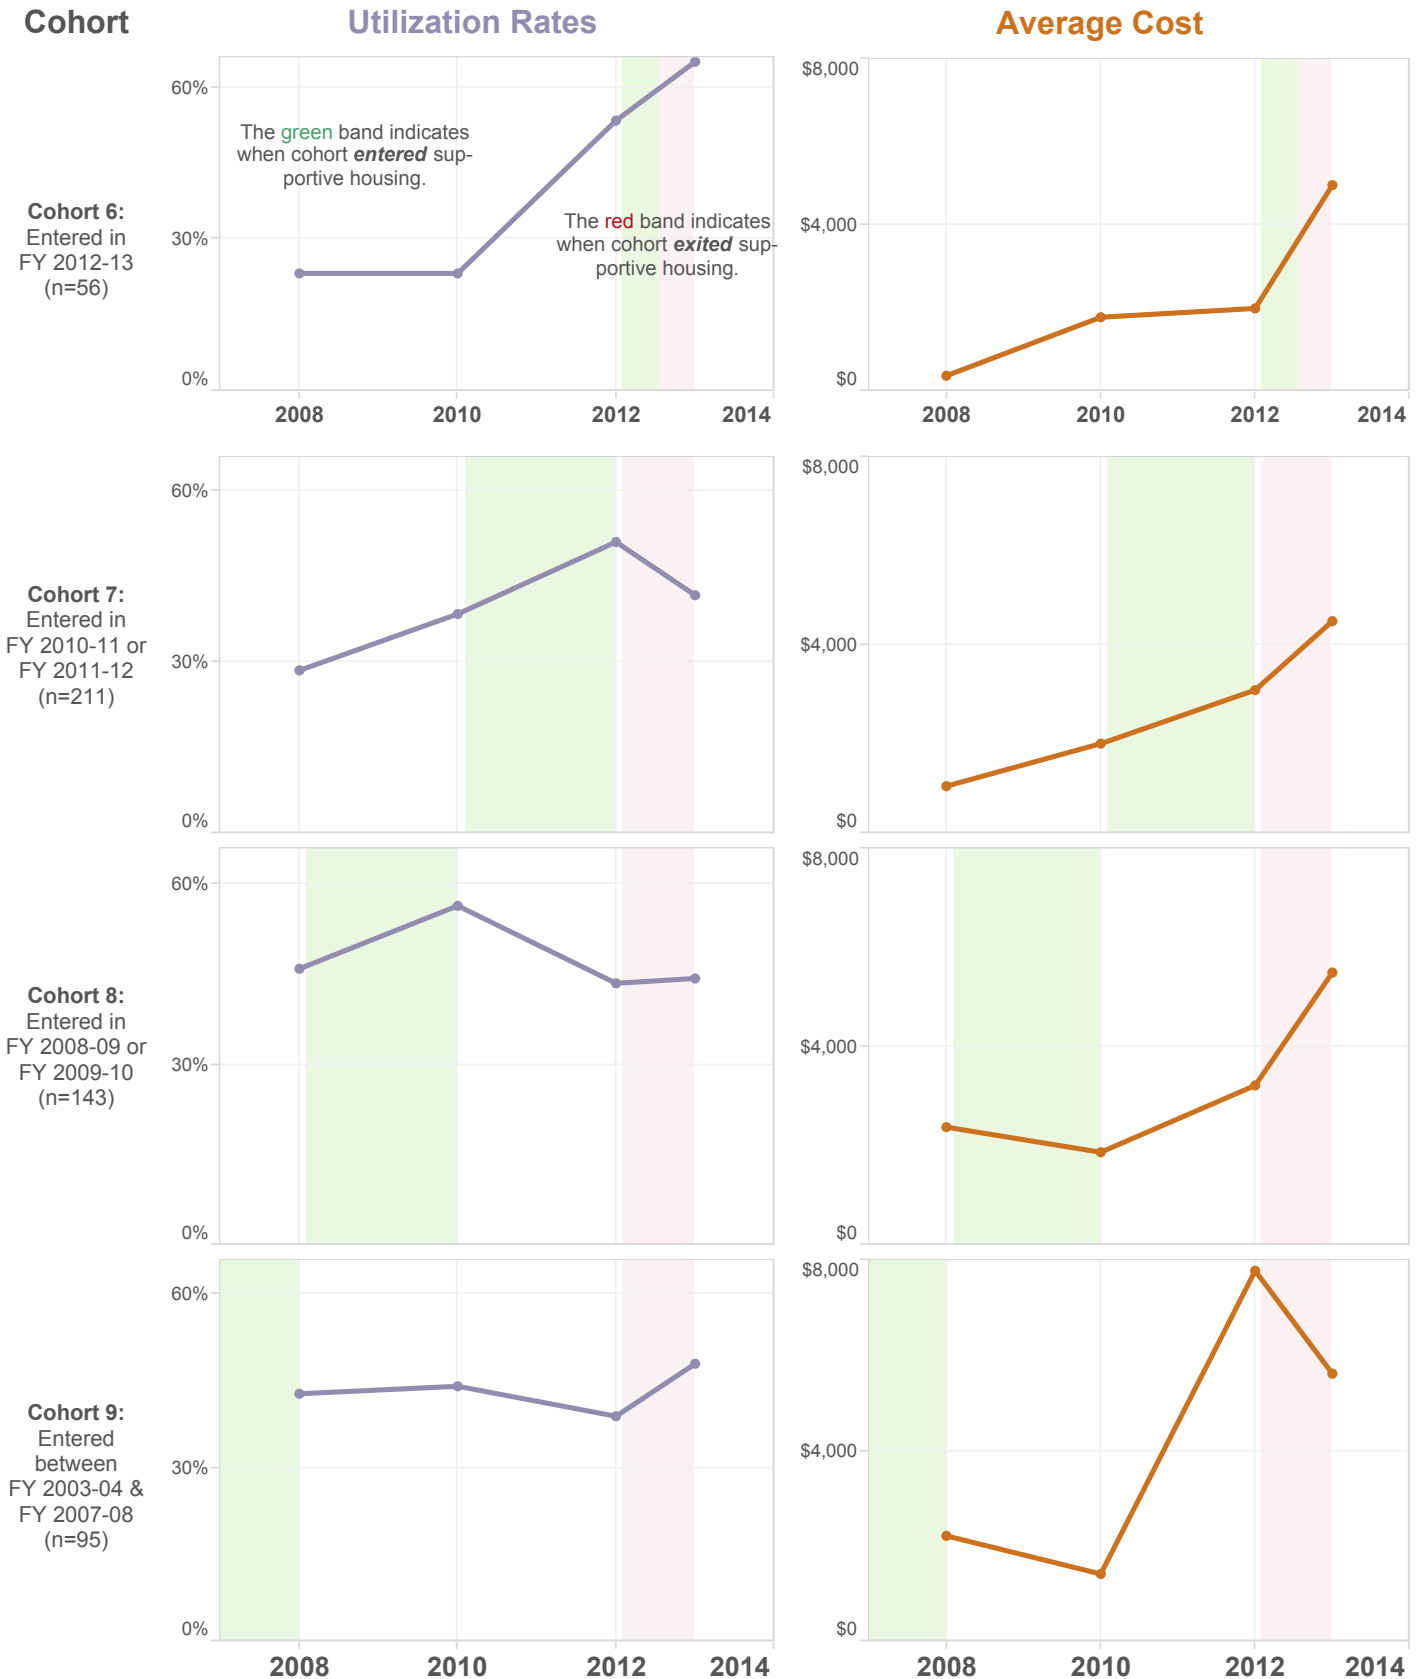 Cohort
Utilization Rates
Average Cost
Cohort 6:
Entered in
FY 2012-13
(n=56)
60%
30%
0%
The green band indicates
when cohort entered sup-
portive housing.
The red band indicates
when cohort exited sup-
portive housing.
2008 2010 2012 2014
$8,000
$4,000
$0
2008 2010 2012 2014
Cohort 7:
Entered in
FY 2010-11 or
FY 2011-12
(n=211)
60%
30%
0%
$8,000
$4,000
$0
Cohort 8:
Entered in
FY 2008-09 or
FY 2009-10
(n=143)
60%
30%
0%
$8,000
$4,000
$0
Cohort 9:
Entered
between
FY 2003-04 &
FY 2007-08
(n=95)
60%
30%
0%
2008 2010 2012 2014
$8,000
$4,000
$0
2008 2010 2012 2014